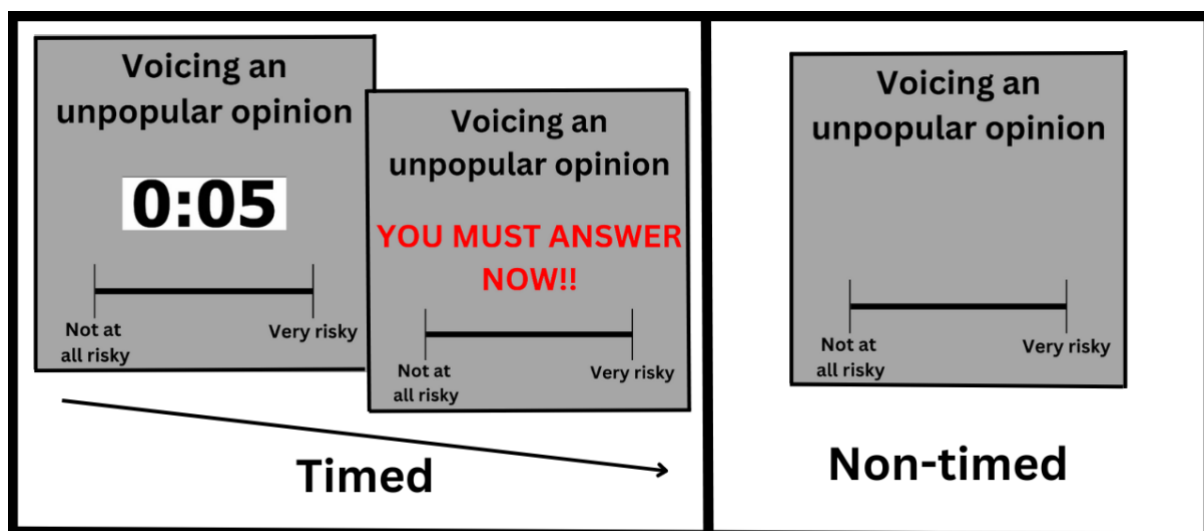 Voicing an
unpopular opinion
0:05
Not at
all risky
Very risky
Voicing an
unpopular opinion
YOU MUST ANSWER
NOW!!
Not at
all risky
Very risky
Timed
Voicing an
unpopular opinion
Not at
all risky
Very risky
Non-timed